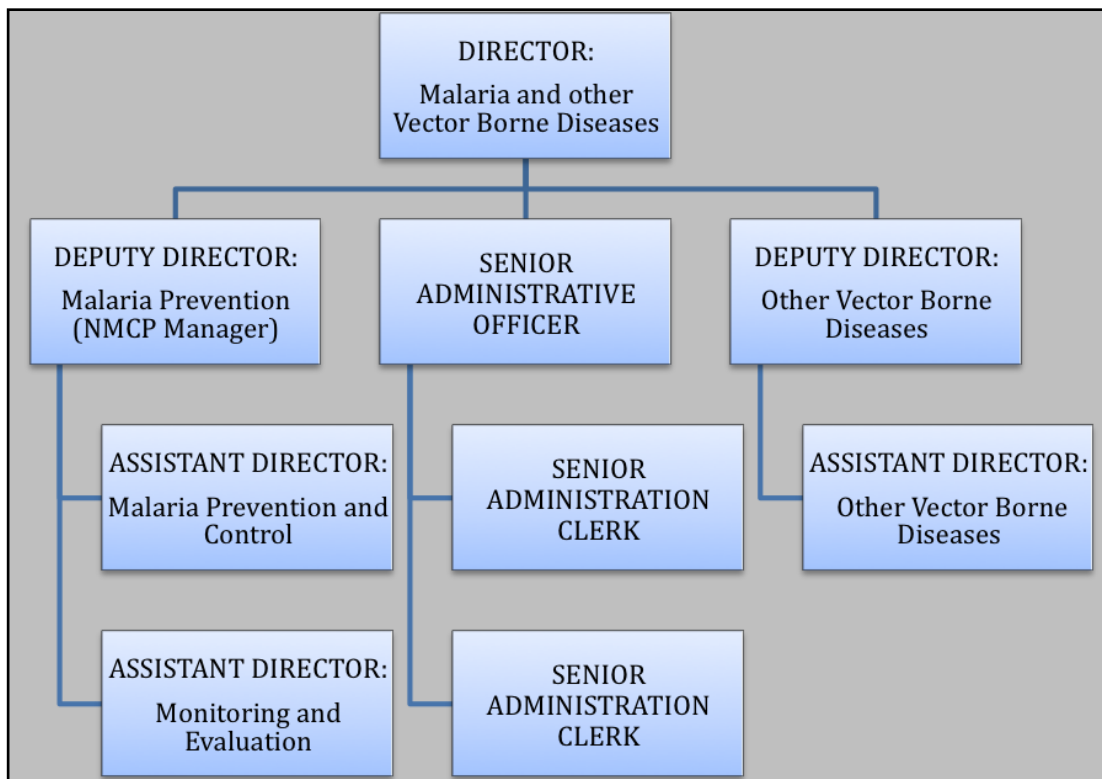 DIRECTOR:
Malaria and other
Vector Borne Diseases
DEPUTY DIRECTOR:
Malaria Prevention
(NMCP Manager)
SENIOR
ADMINISTRATIVE
OFFICER
DEPUTY DIRECTOR:
Other Vector Borne
Diseases
ASSISTANT DIRECTOR:
Malaria Prevention and
Control
SENIOR
ADMINISTRATION
CLERK
ASSISTANT DIRECTOR:
Other Vector Borne
Diseases
ASSISTANT DIRECTOR:
Monitoring and
Evaluation
SENIOR
ADMINISTRATION
CLERK